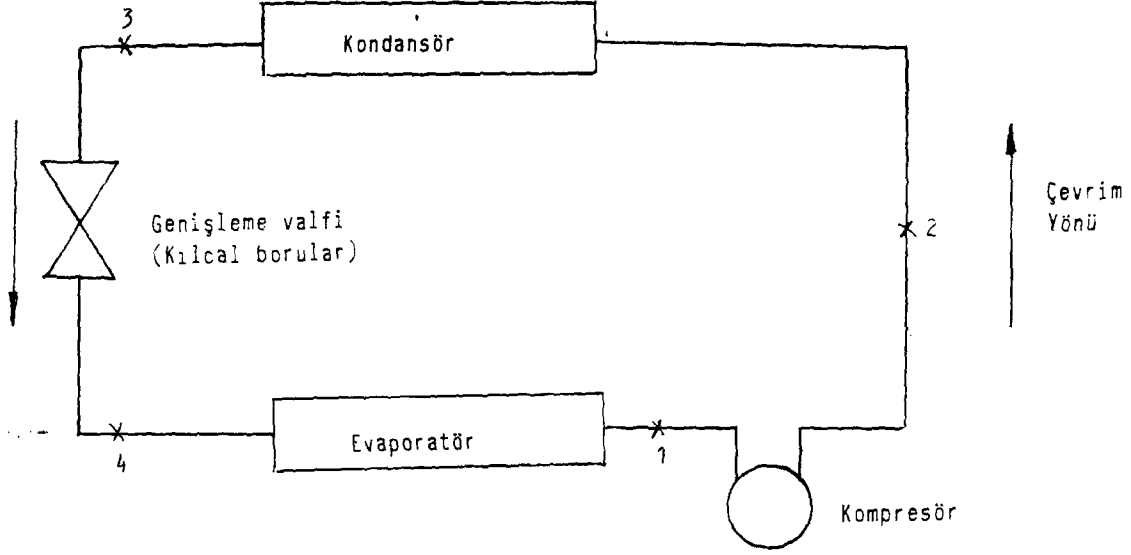 3
Kondansör
Genişleme valfi
(Kılcal borular)
2
Çevrim
Yönü
4
Evaporatör
1
Kompresör